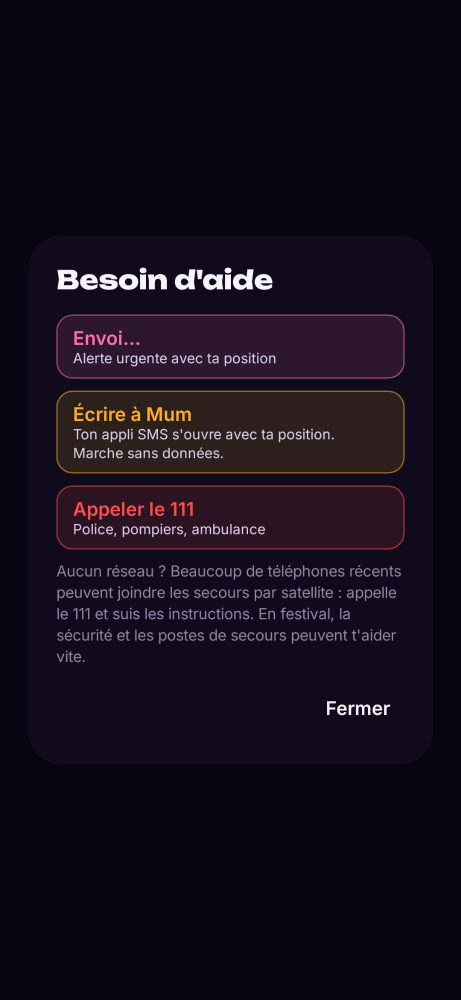 Besoin d'aide
Envoi...
Alerte urgente avec ta position
Écrire à Mum
Ton appli SMS s'ouvre avec ta position.
Marche sans données.
Appeler le 111
Police, pompiers, ambulance
Aucun réseau ? Beaucoup de téléphones récents
peuvent joindre les secours par satellite : appelle
le 111 et suis les instructions. En festival, la
sécurité et les postes de secours peuvent t'aider
vite.
Fermer